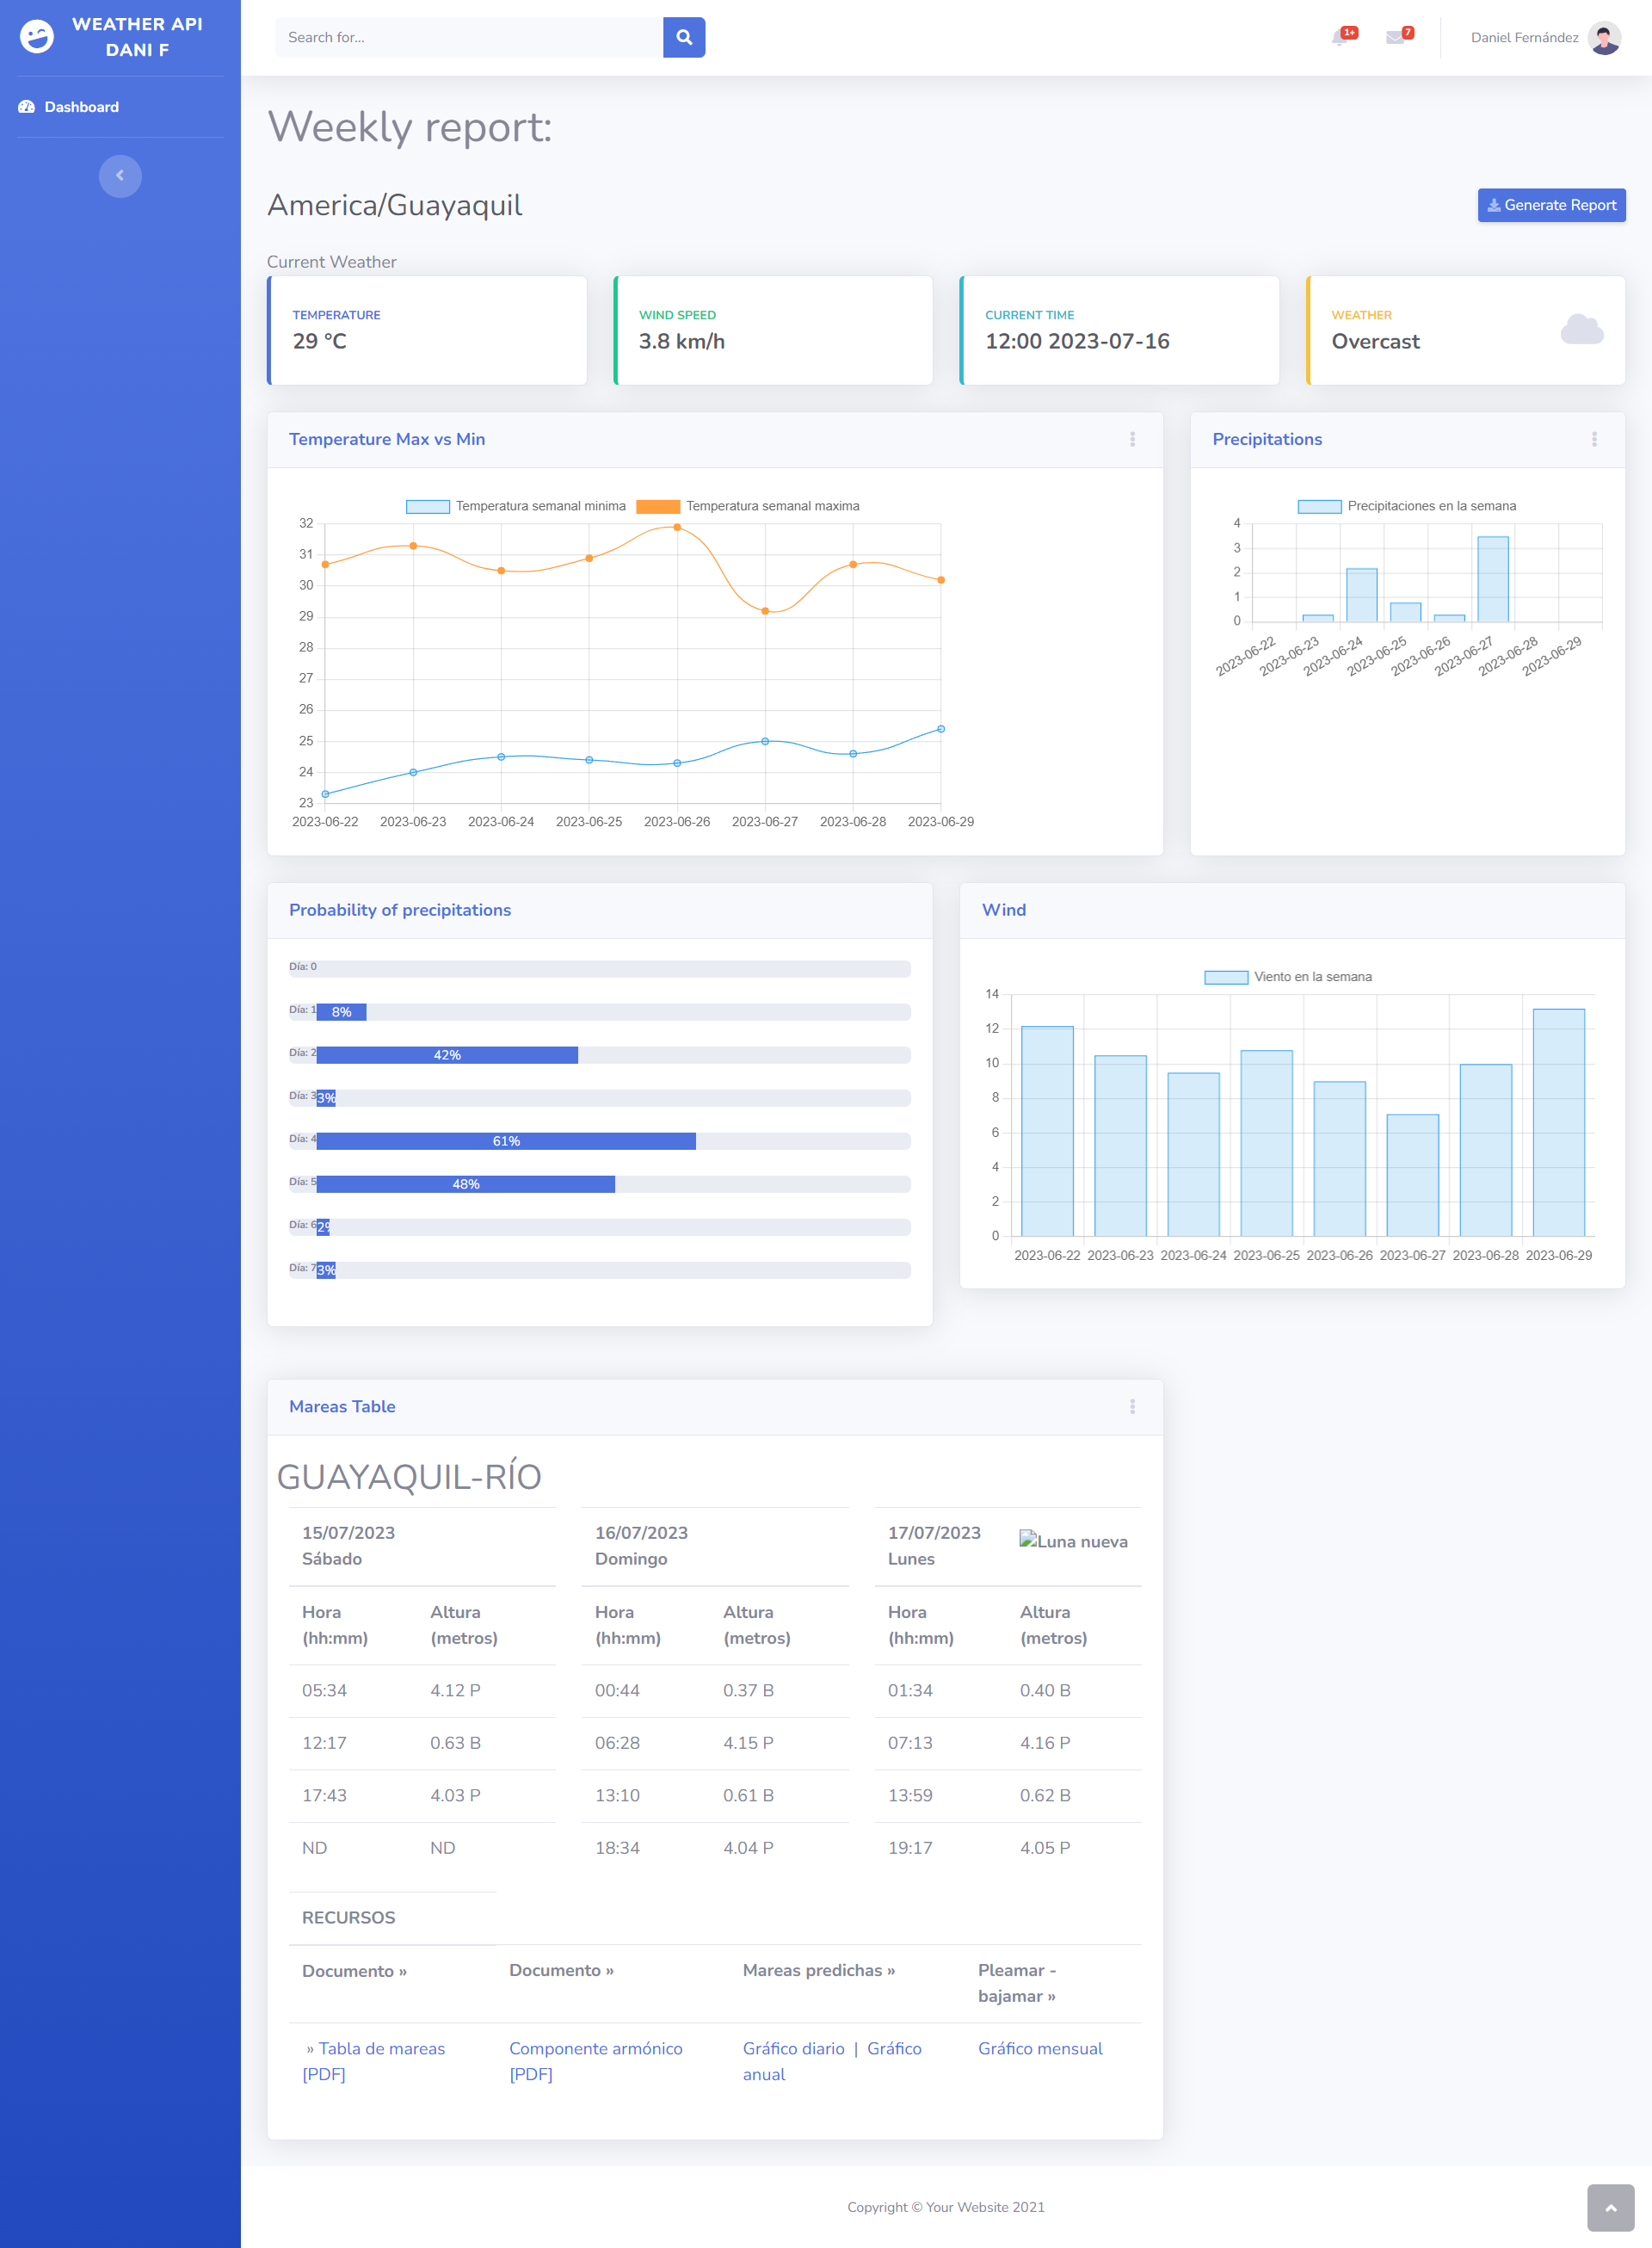 WEATHER API
DANI F
Dashboard
Search for...
1+
7
Daniel Fernández
Weekly report:
America/Guayaquil
Generate Report
Current Weather
TEMPERATURE
29 °C
WIND SPEED
3.8 km/h
CURRENT TIME
12:00 2023-07-16
WEATHER
Overcast
Temperature Max vs Min
Temperatura semanal minima
Temperatura semanal maxima
32
31
30
29
28
27
26
25
24
23
2023-06-22 2023-06-23 2023-06-24 2023-06-25 2023-06-26 2023-06-27 2023-06-28 2023-06-29
Precipitations
Precipitaciones en la semana
4
3
2
1
0
2023-06-22 2023-06-23 2023-06-24 2023-06-25 2023-06-26 2023-06-27 2023-06-28 2023-06-29
Probability of precipitations
Día: 0
Día: 1 8%
Día: 2 42%
Día: 3 3%
Día: 4 61%
Día: 5 48%
Día: 6 2%
Día: 7 3%
Wind
Viento en la semana
14
12
10
8
6
4
2
0
2023-06-22 2023-06-23 2023-06-24 2023-06-25 2023-06-26 2023-06-27 2023-06-28 2023-06-29
Mareas Table
GUAYAQUIL-RÍO
15/07/2023
Sábado
Hora
(hh:mm)
Altura
(metros)
05:34 4.12 P
12:17 0.63 B
17:43 4.03 P
ND ND
16/07/2023
Domingo
Hora
(hh:mm)
Altura
(metros)
00:44 0.37 B
06:28 4.15 P
13:10 0.61 B
18:34 4.04 P
17/07/2023
Lunes
Luna nueva
Hora
(hh:mm)
Altura
(metros)
01:34 0.40 B
07:13 4.16 P
13:59 0.62 B
19:17 4.05 P
RECURSOS
Documento »
Documento »
Mareas predichas »
Pleamar -
bajamar »
» Tabla de mareas
[PDF]
Componente armónico
[PDF]
Gráfico diario | Gráfico
anual
Gráfico mensual
Copyright © Your Website 2021